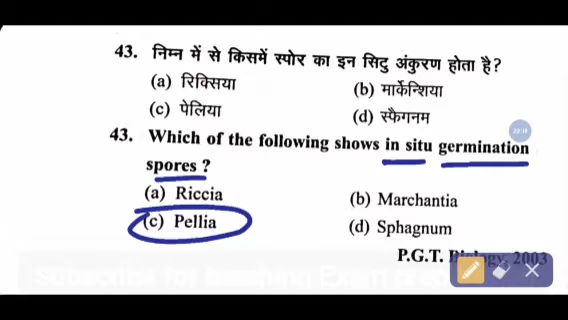 43. निम्न में से किसमें स्पोर का इन सिटु अंकुरण होता है?
(a) रिक्सिया (b) मार्केन्शिया
(c) पेलिया (d) स्फैगनम
43. Which of the following shows in situ germination
spores ?
(a) Riccia (b) Marchantia
(c) Pellia (d) Sphagnum
P.G.T. Biology, 2003